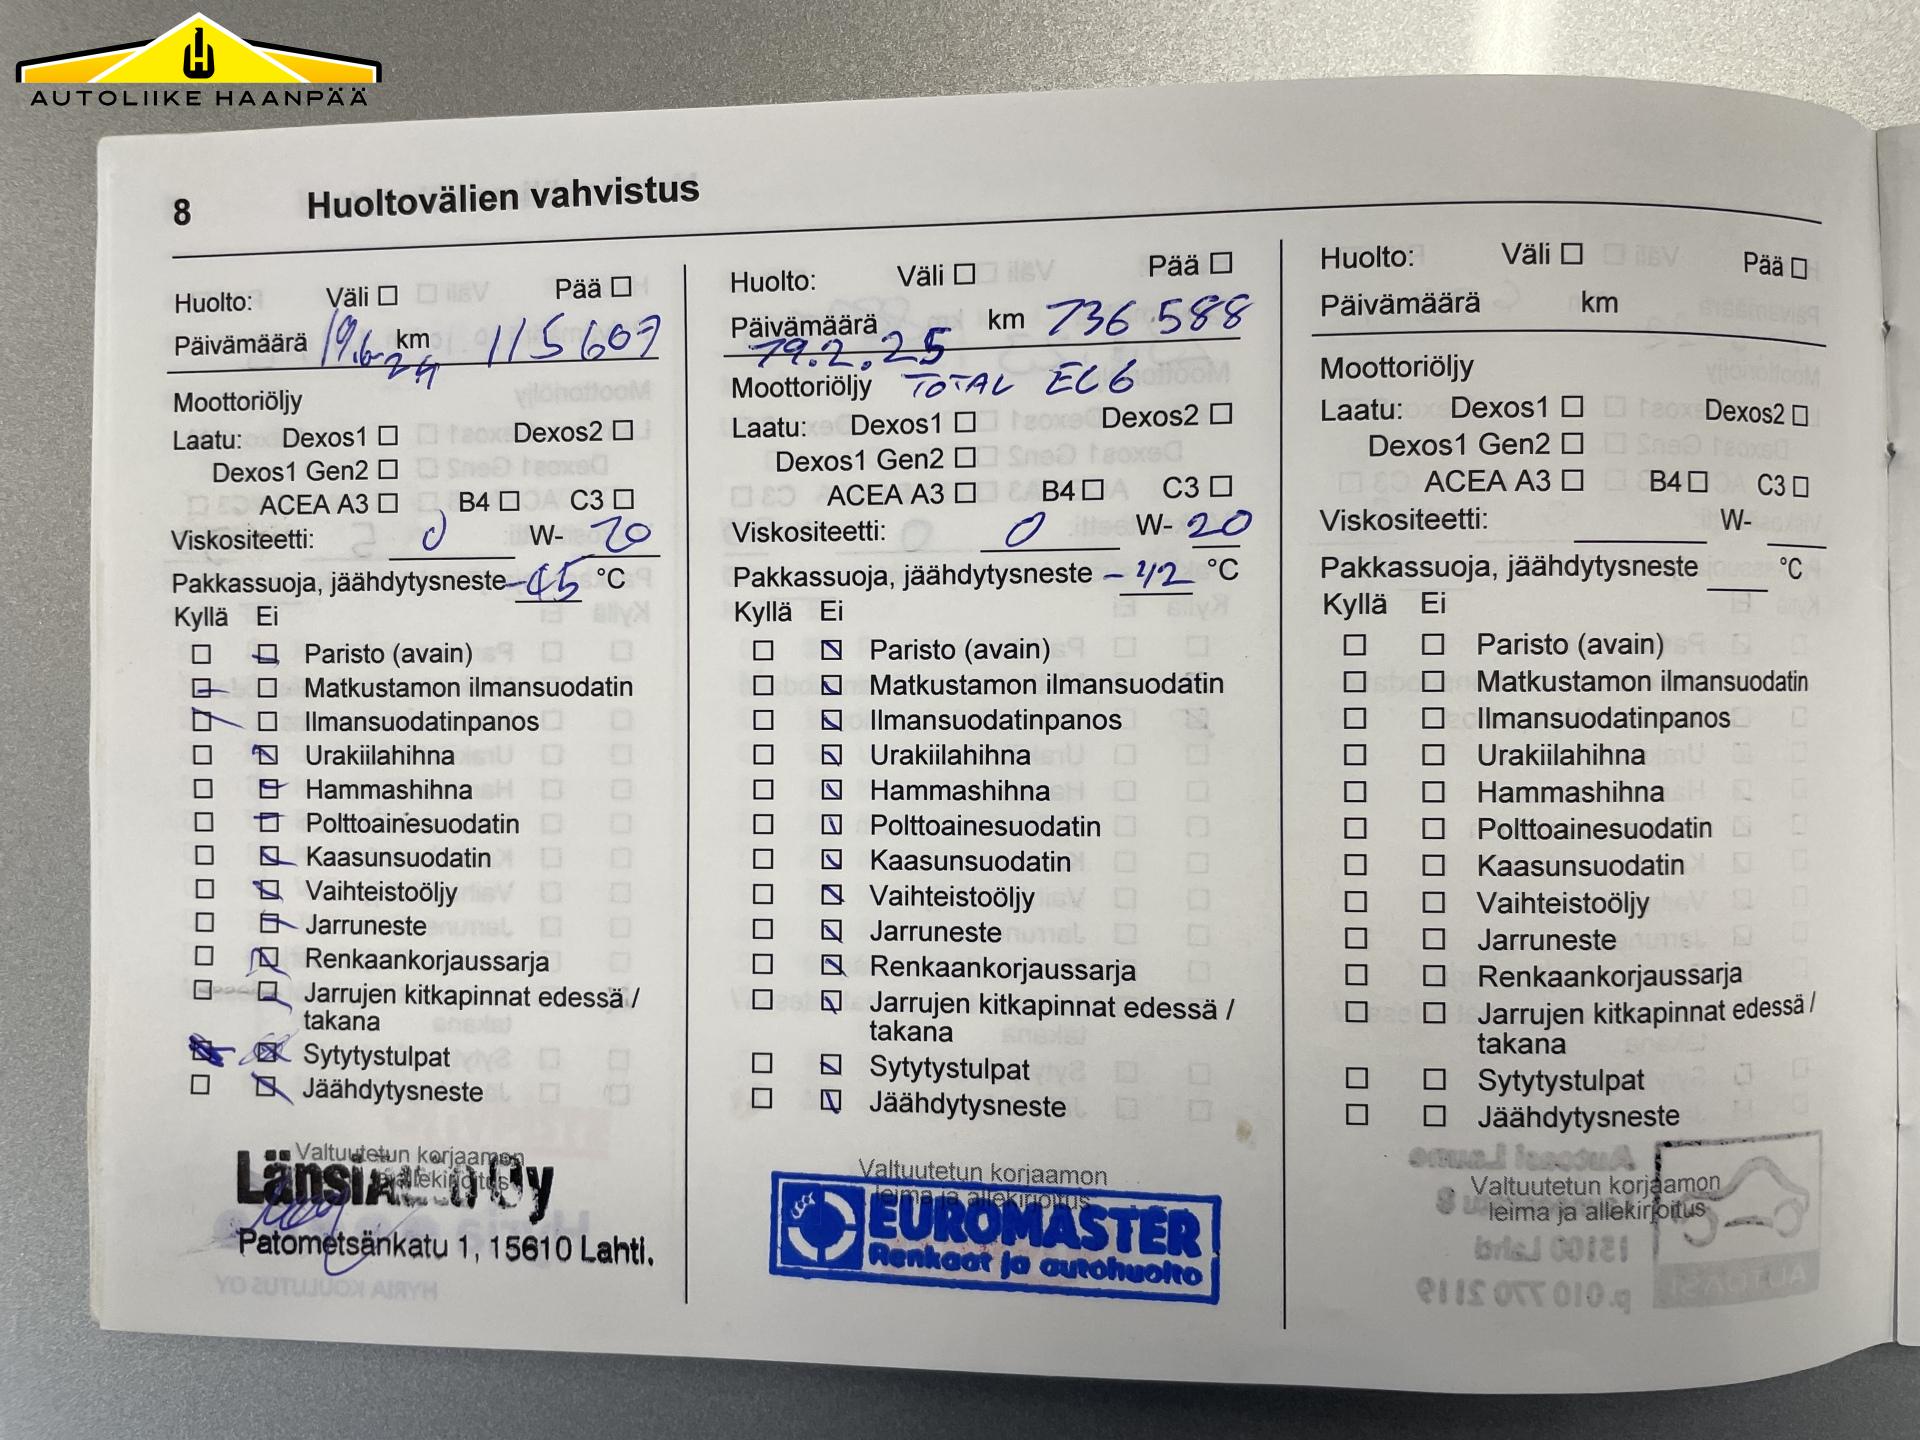 AUTOLIIKE HAANPÄÄ
8 Huoltovälien vahvistus
Huolto: Väli Pää
Päivämäärä 19.6.24 km 115 607
Moottoriöljy
Laatu: Dexos1 Dexos2
Dexos1 Gen2
ACEA A3 B4 C3
Viskositeetti: 0 W- 20
Pakkassuoja, jäähdytysneste -45 °C
Kyllä Ei
Paristo (avain)
Matkustamon ilmansuodatin
Ilmansuodatinpanos
Urakiilahihna
Hammashihna
Polttoainesuodatin
Kaasunsuodatin
Vaihteistoöljy
Jarruneste
Renkaankorjaussarja
Jarrujen kitkapinnat edessä /
takana
Sytytystulpat
Jäähdytysneste
Valtuutetun korjaamon
leima ja allekirjoitus
LänsiAuto Oy
Patometsänkatu 1, 15610 Lahti.
Huolto: Väli Pää
Päivämäärä 19.2.25 km 136 588
Moottoriöljy TOTAL EC6
Laatu: Dexos1 Dexos2
Dexos1 Gen2
ACEA A3 B4 C3
Viskositeetti: 0 W- 20
Pakkassuoja, jäähdytysneste -42 °C
Kyllä Ei
Paristo (avain)
Matkustamon ilmansuodatin
Ilmansuodatinpanos
Urakiilahihna
Hammashihna
Polttoainesuodatin
Kaasunsuodatin
Vaihteistoöljy
Jarruneste
Renkaankorjaussarja
Jarrujen kitkapinnat edessä /
takana
Sytytystulpat
Jäähdytysneste
Valtuutetun korjaamon
leima ja allekirjoitus
EUROMASTER
Renkaat ja autohuolto
Huolto: Väli Pää
Päivämäärä km
Moottoriöljy
Laatu: Dexos1 Dexos2
Dexos1 Gen2
ACEA A3 B4 C3
Viskositeetti: W-
Pakkassuoja, jäähdytysneste °C
Kyllä Ei
Paristo (avain)
Matkustamon ilmansuodatin
Ilmansuodatinpanos
Urakiilahihna
Hammashihna
Polttoainesuodatin
Kaasunsuodatin
Vaihteistoöljy
Jarruneste
Renkaankorjaussarja
Jarrujen kitkapinnat edessä /
takana
Sytytystulpat
Jäähdytysneste
Valtuutetun korjaamon
leima ja allekirjoitus